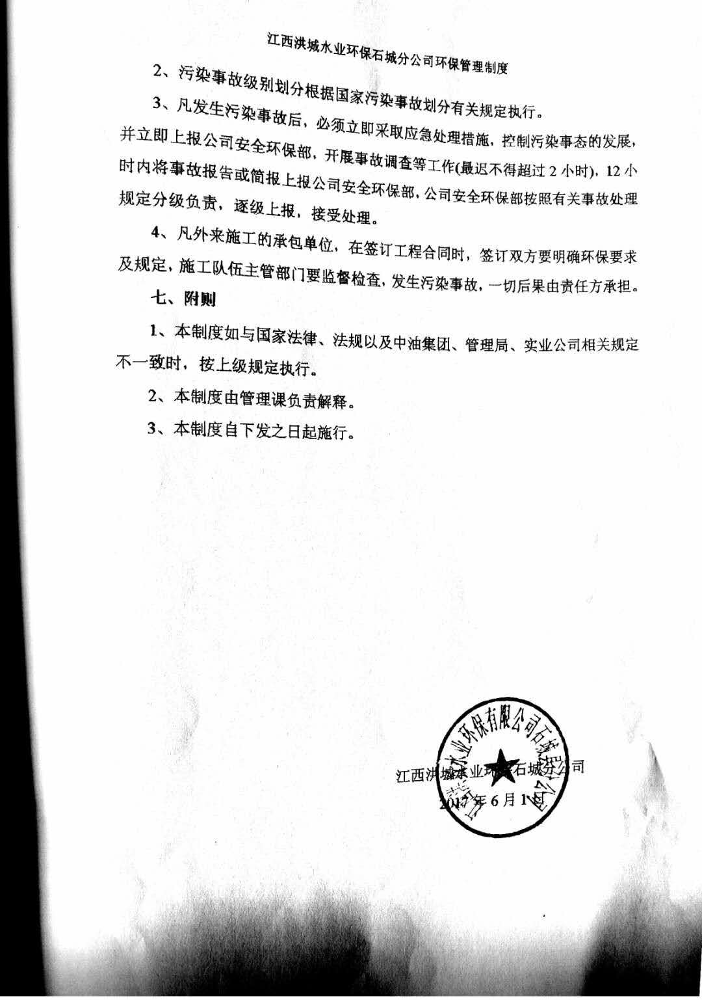 江西洪城水业环保石城分公司环保管理制度
2、污染事故级别划分根据国家污染事故划分有关规定执行。
3、凡发生污染事故后，必须立即采取应急处理措施，控制污染事态的发展，
并立即上报公司安全环保部，开展事故调查等工作(最迟不得超过 2 小时)，12 小
时内将事故报告或简报上报公司安全环保部，公司安全环保部按照有关事故处理
规定分级负责，逐级上报，接受处理。
4、凡外来施工的承包单位，在签订工程合同时，签订双方要明确环保要求
及规定，施工队伍主管部门要监督检查，发生污染事故，一切后果由责任方承担。
七、附则
1、本制度如与国家法律、法规以及中油集团、管理局、实业公司相关规定
不一致时，按上级规定执行。
2、本制度由管理课负责解释。
3、本制度自下发之日起施行。
江西洪城水业环保有限公司石城县分公司
江西洪城水业环保石城分公司
2017 年 6 月 1 日